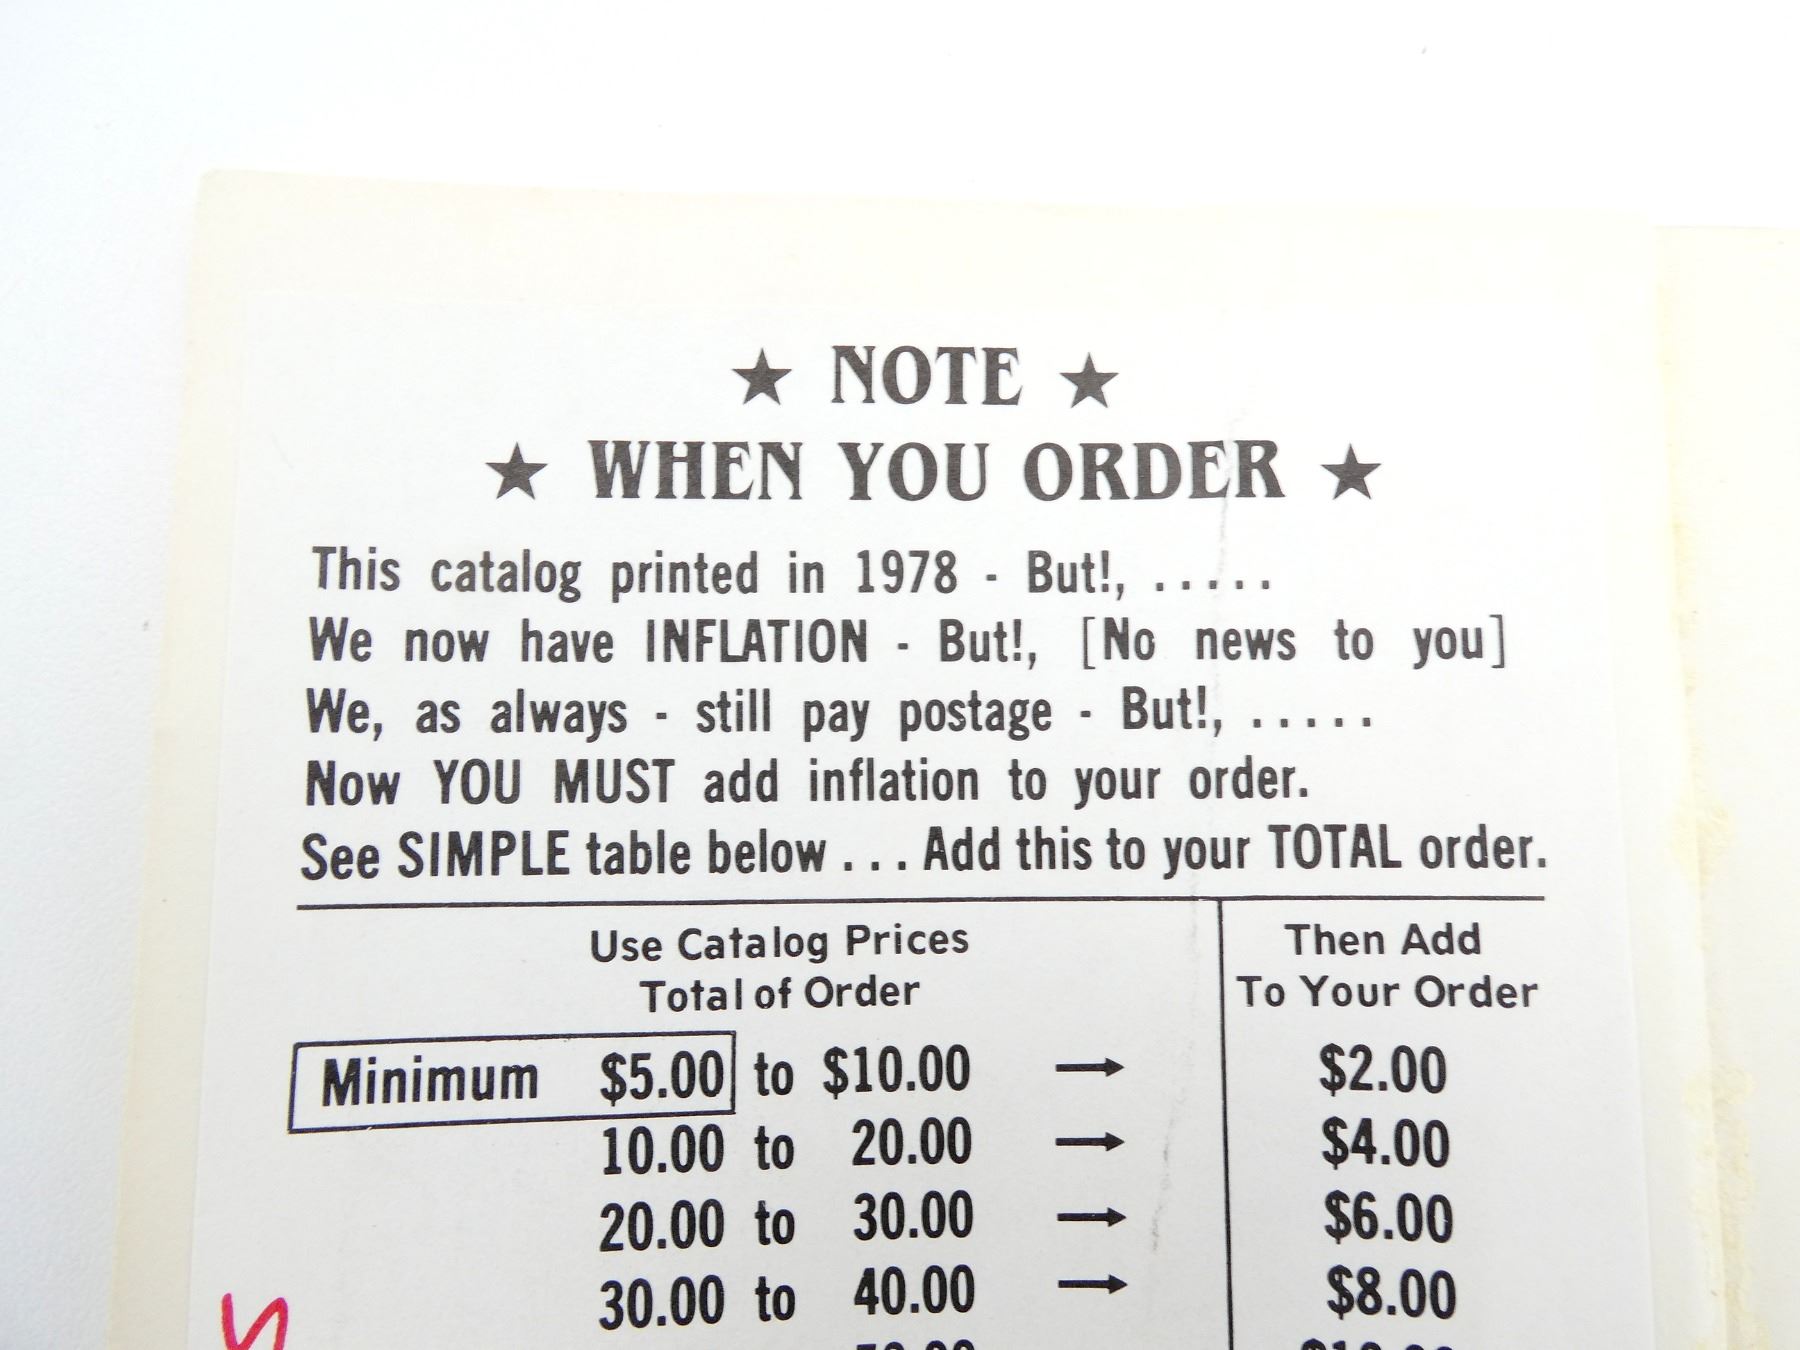 ★ NOTE ★
★ WHEN YOU ORDER ★
This catalog printed in 1978 - But!, .....
We now have INFLATION - But!, [No news to you]
We, as always - still pay postage - But!, .....
Now YOU MUST add inflation to your order.
See SIMPLE table below ... Add this to your TOTAL order.
Use Catalog Prices Then Add
Total of Order To Your Order
Minimum $5.00 to $10.00 → $2.00
10.00 to 20.00 → $4.00
20.00 to 30.00 → $6.00
30.00 to 40.00 → $8.00